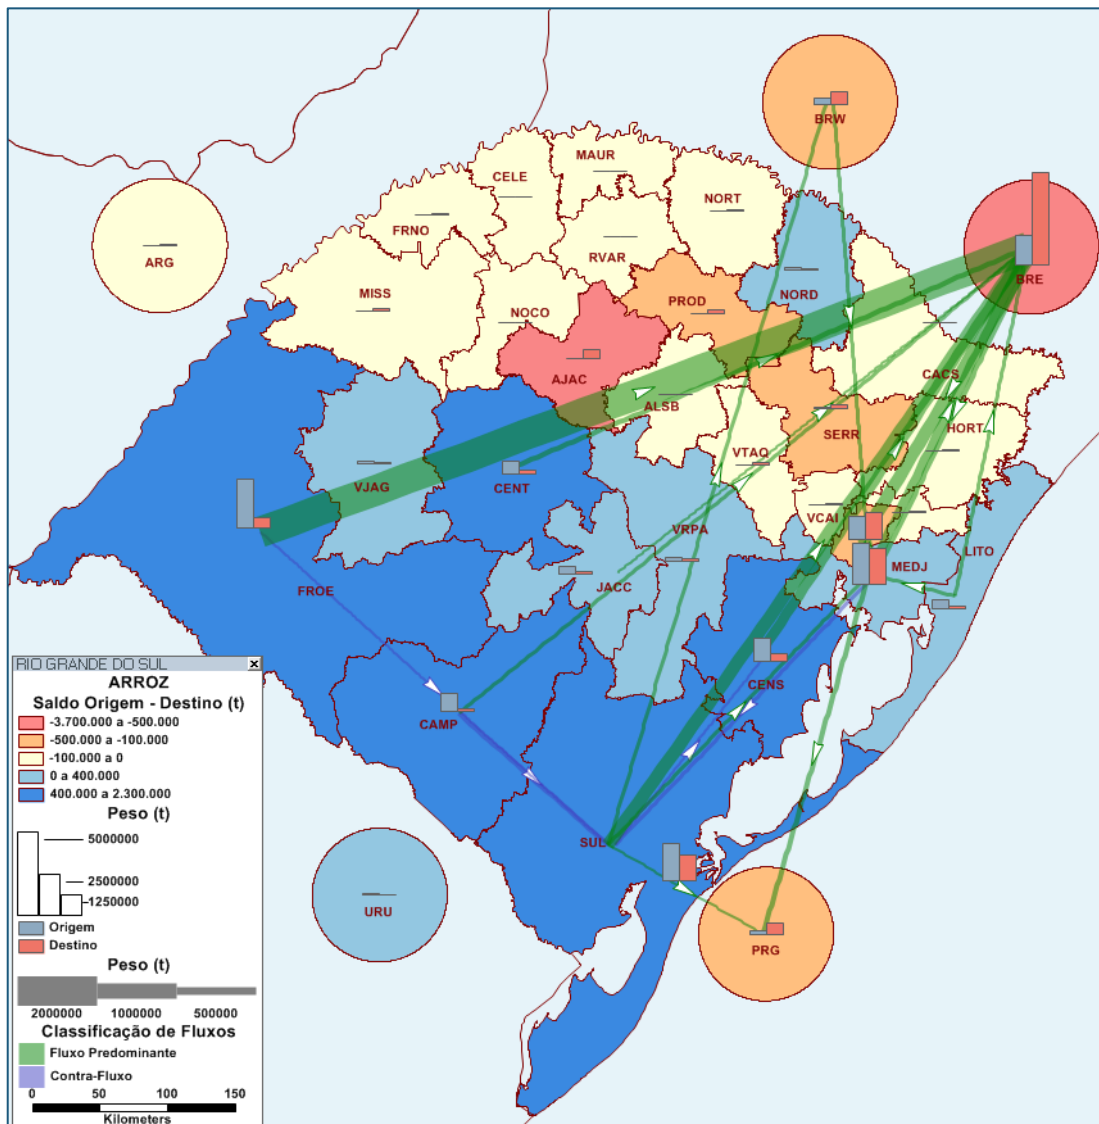 BRW
MAUR
CELE
NORT
FRNO
ARG
RVAR
BRE
MISS
PROD
NORD
NOCO
CACS
AJAC
ALSB
HORT
SERR
VTAQ
VJAG
CENT
VCAI
VRPA
LITO
MEDJ
JACC
FROE
CENS
CAMP
SUL
URU
PRG
RIO GRANDE DO SUL
ARROZ
Saldo Origem - Destino (t)
-3.700.000 a -500.000
-500.000 a -100.000
-100.000 a 0
0 a 400.000
400.000 a 2.300.000
Peso (t)
5000000
2500000
1250000
Origem
Destino
Peso (t)
2000000 1000000 500000
Classificação de Fluxos
Fluxo Predominante
Contra-Fluxo
0 50 100 150
Kilometers